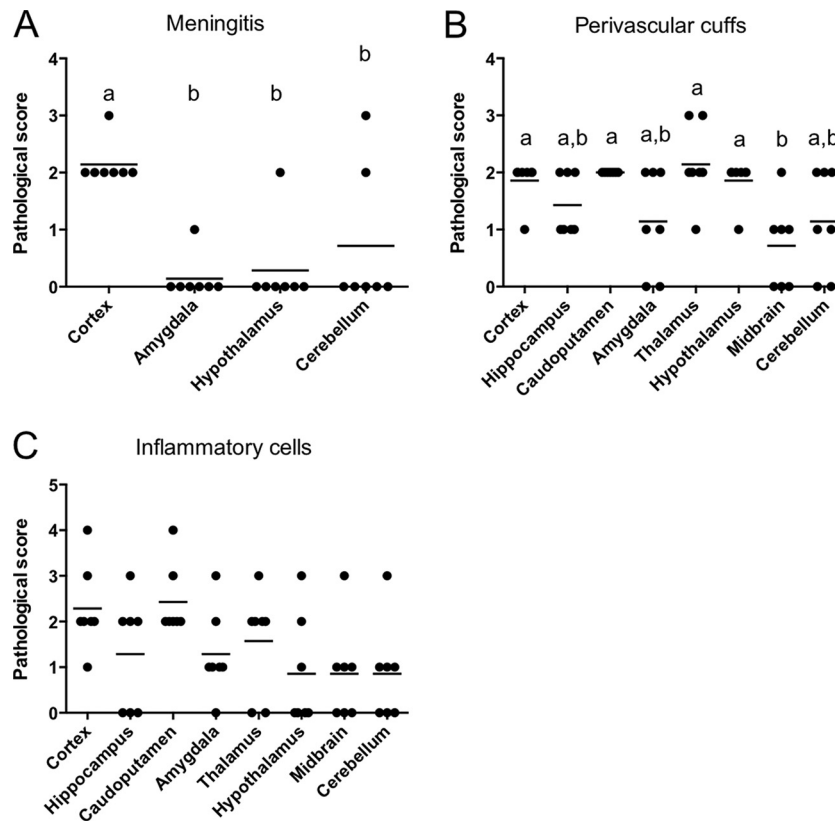 A
Meningitis
Pathological score
4
3
2
1
0
a
b
b
b
Cortex
Amygdala
Hypothalamus
Cerebellum
B
Perivascular cuffs
Pathological score
4
3
2
1
0
a
a,b
a
a,b
a
a
b
a,b
Cortex
Hippocampus
Caudoputamen
Amygdala
Thalamus
Hypothalamus
Midbrain
Cerebellum
C
Inflammatory cells
Pathological score
5
4
3
2
1
0
Cortex
Hippocampus
Caudoputamen
Amygdala
Thalamus
Hypothalamus
Midbrain
Cerebellum